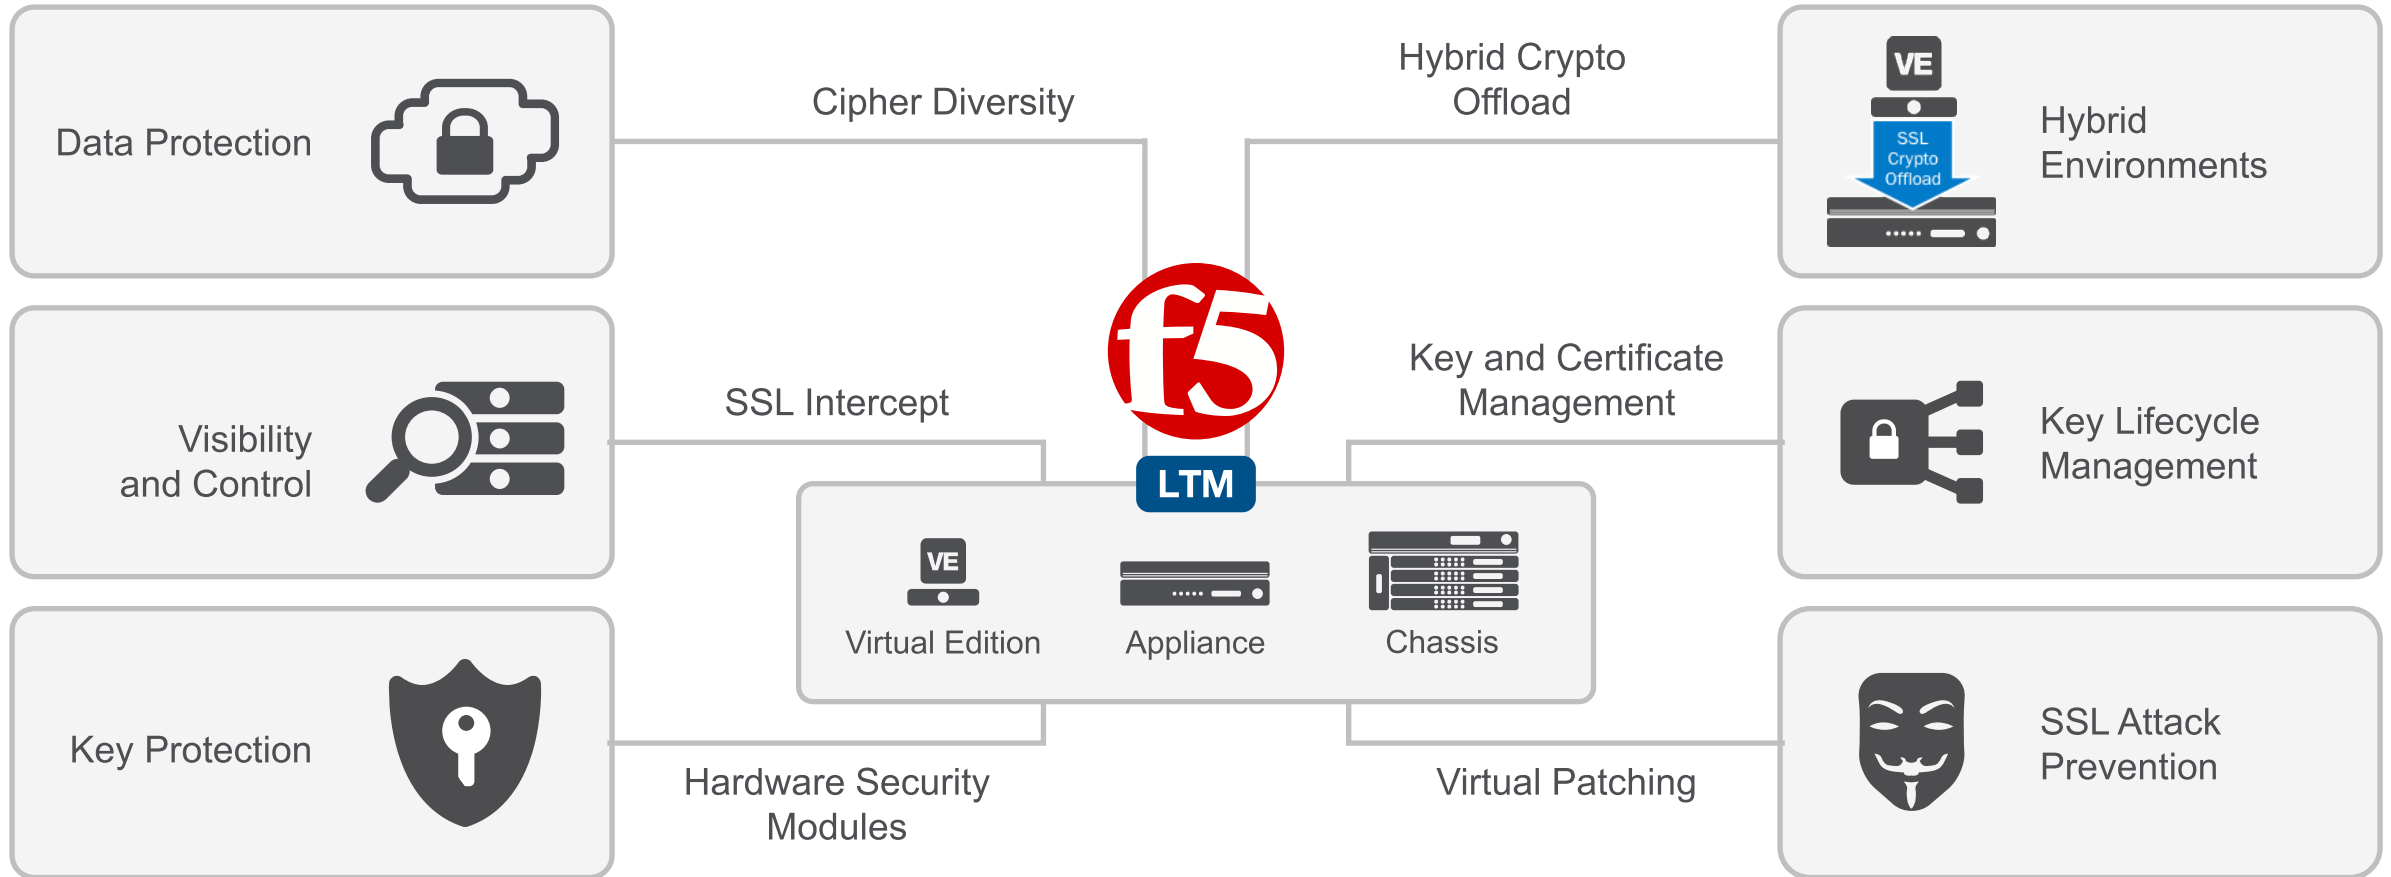 Data Protection
Cipher Diversity
Hybrid Crypto
Offload
VE
SSL
Crypto
Offload
Hybrid
Environments
f5
LTM
Visibility
and Control
SSL Intercept
Key and Certificate
Management
Key Lifecycle
Management
VE
Virtual Edition
Appliance
Chassis
Key Protection
Hardware Security
Modules
Virtual Patching
SSL Attack
Prevention